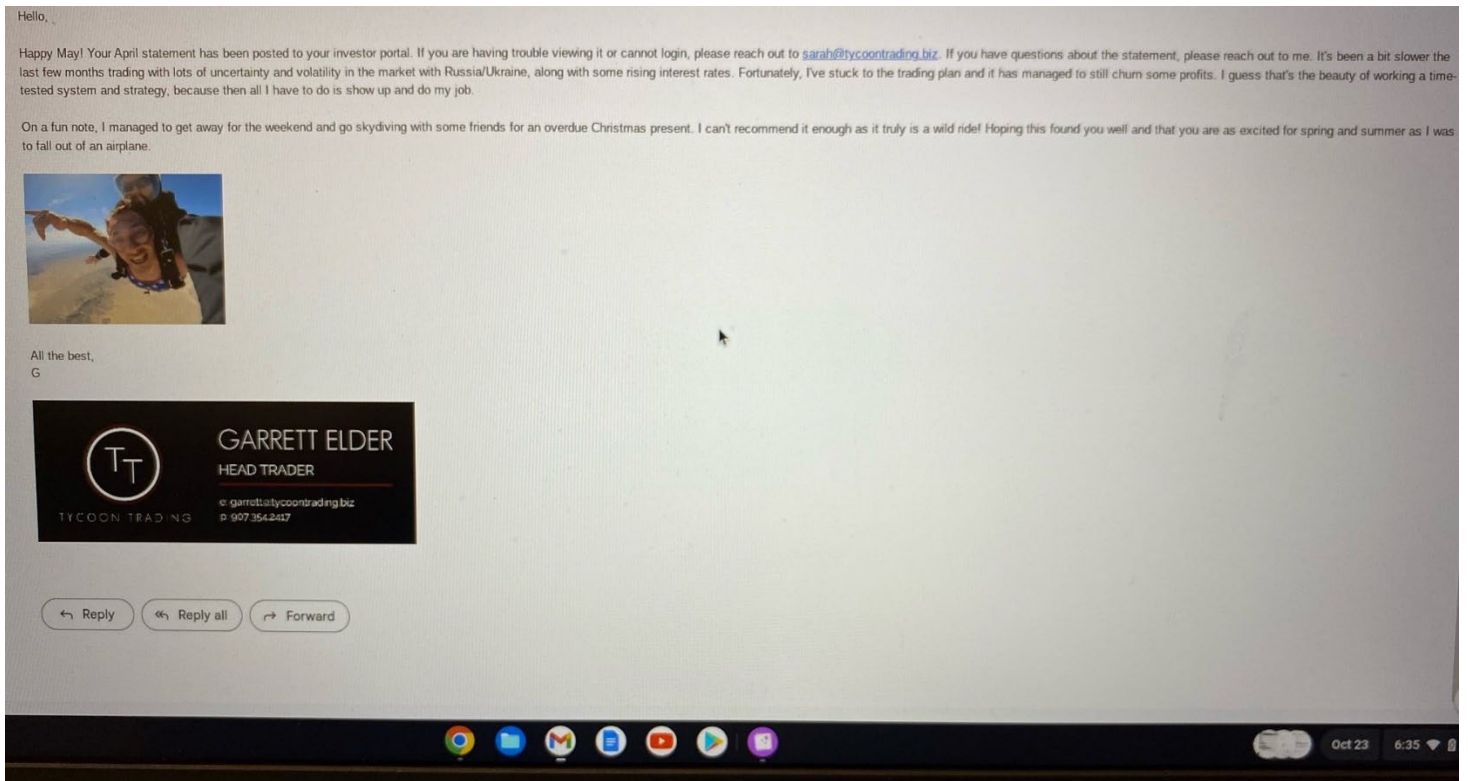 Hello,
Happy May! Your April statement has been posted to your investor portal. If you are having trouble viewing it or cannot login, please reach out to sarah@tycoontrading.biz. If you have questions about the statement, please reach out to me. It's been a bit slower the
last few months trading with lots of uncertainty and volatility in the market with Russia/Ukraine, along with some rising interest rates. Fortunately, I've stuck to the trading plan and it has managed to still churn some profits. I guess that's the beauty of working a time-
tested system and strategy, because then all I have to do is show up and do my job.
On a fun note, I managed to get away for the weekend and go skydiving with some friends for an overdue Christmas present. I can't recommend it enough as it truly is a wild ride! Hoping this found you well and that you are as excited for spring and summer as I was
to fall out of an airplane.
All the best,
G
TT
TYCOON TRADING
GARRETT ELDER
HEAD TRADER
e: garrett@tycoontrading.biz
p: 907.354.2417
Reply
Reply all
Forward
Oct 23
6:35